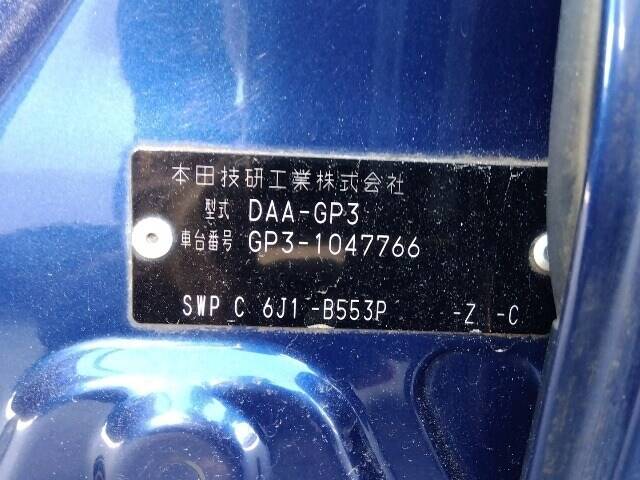 本田技研工業株式会社
型式 DAA-GP3
車台番号 GP3-1047766
SWP C 6J1 -B553P -Z -C